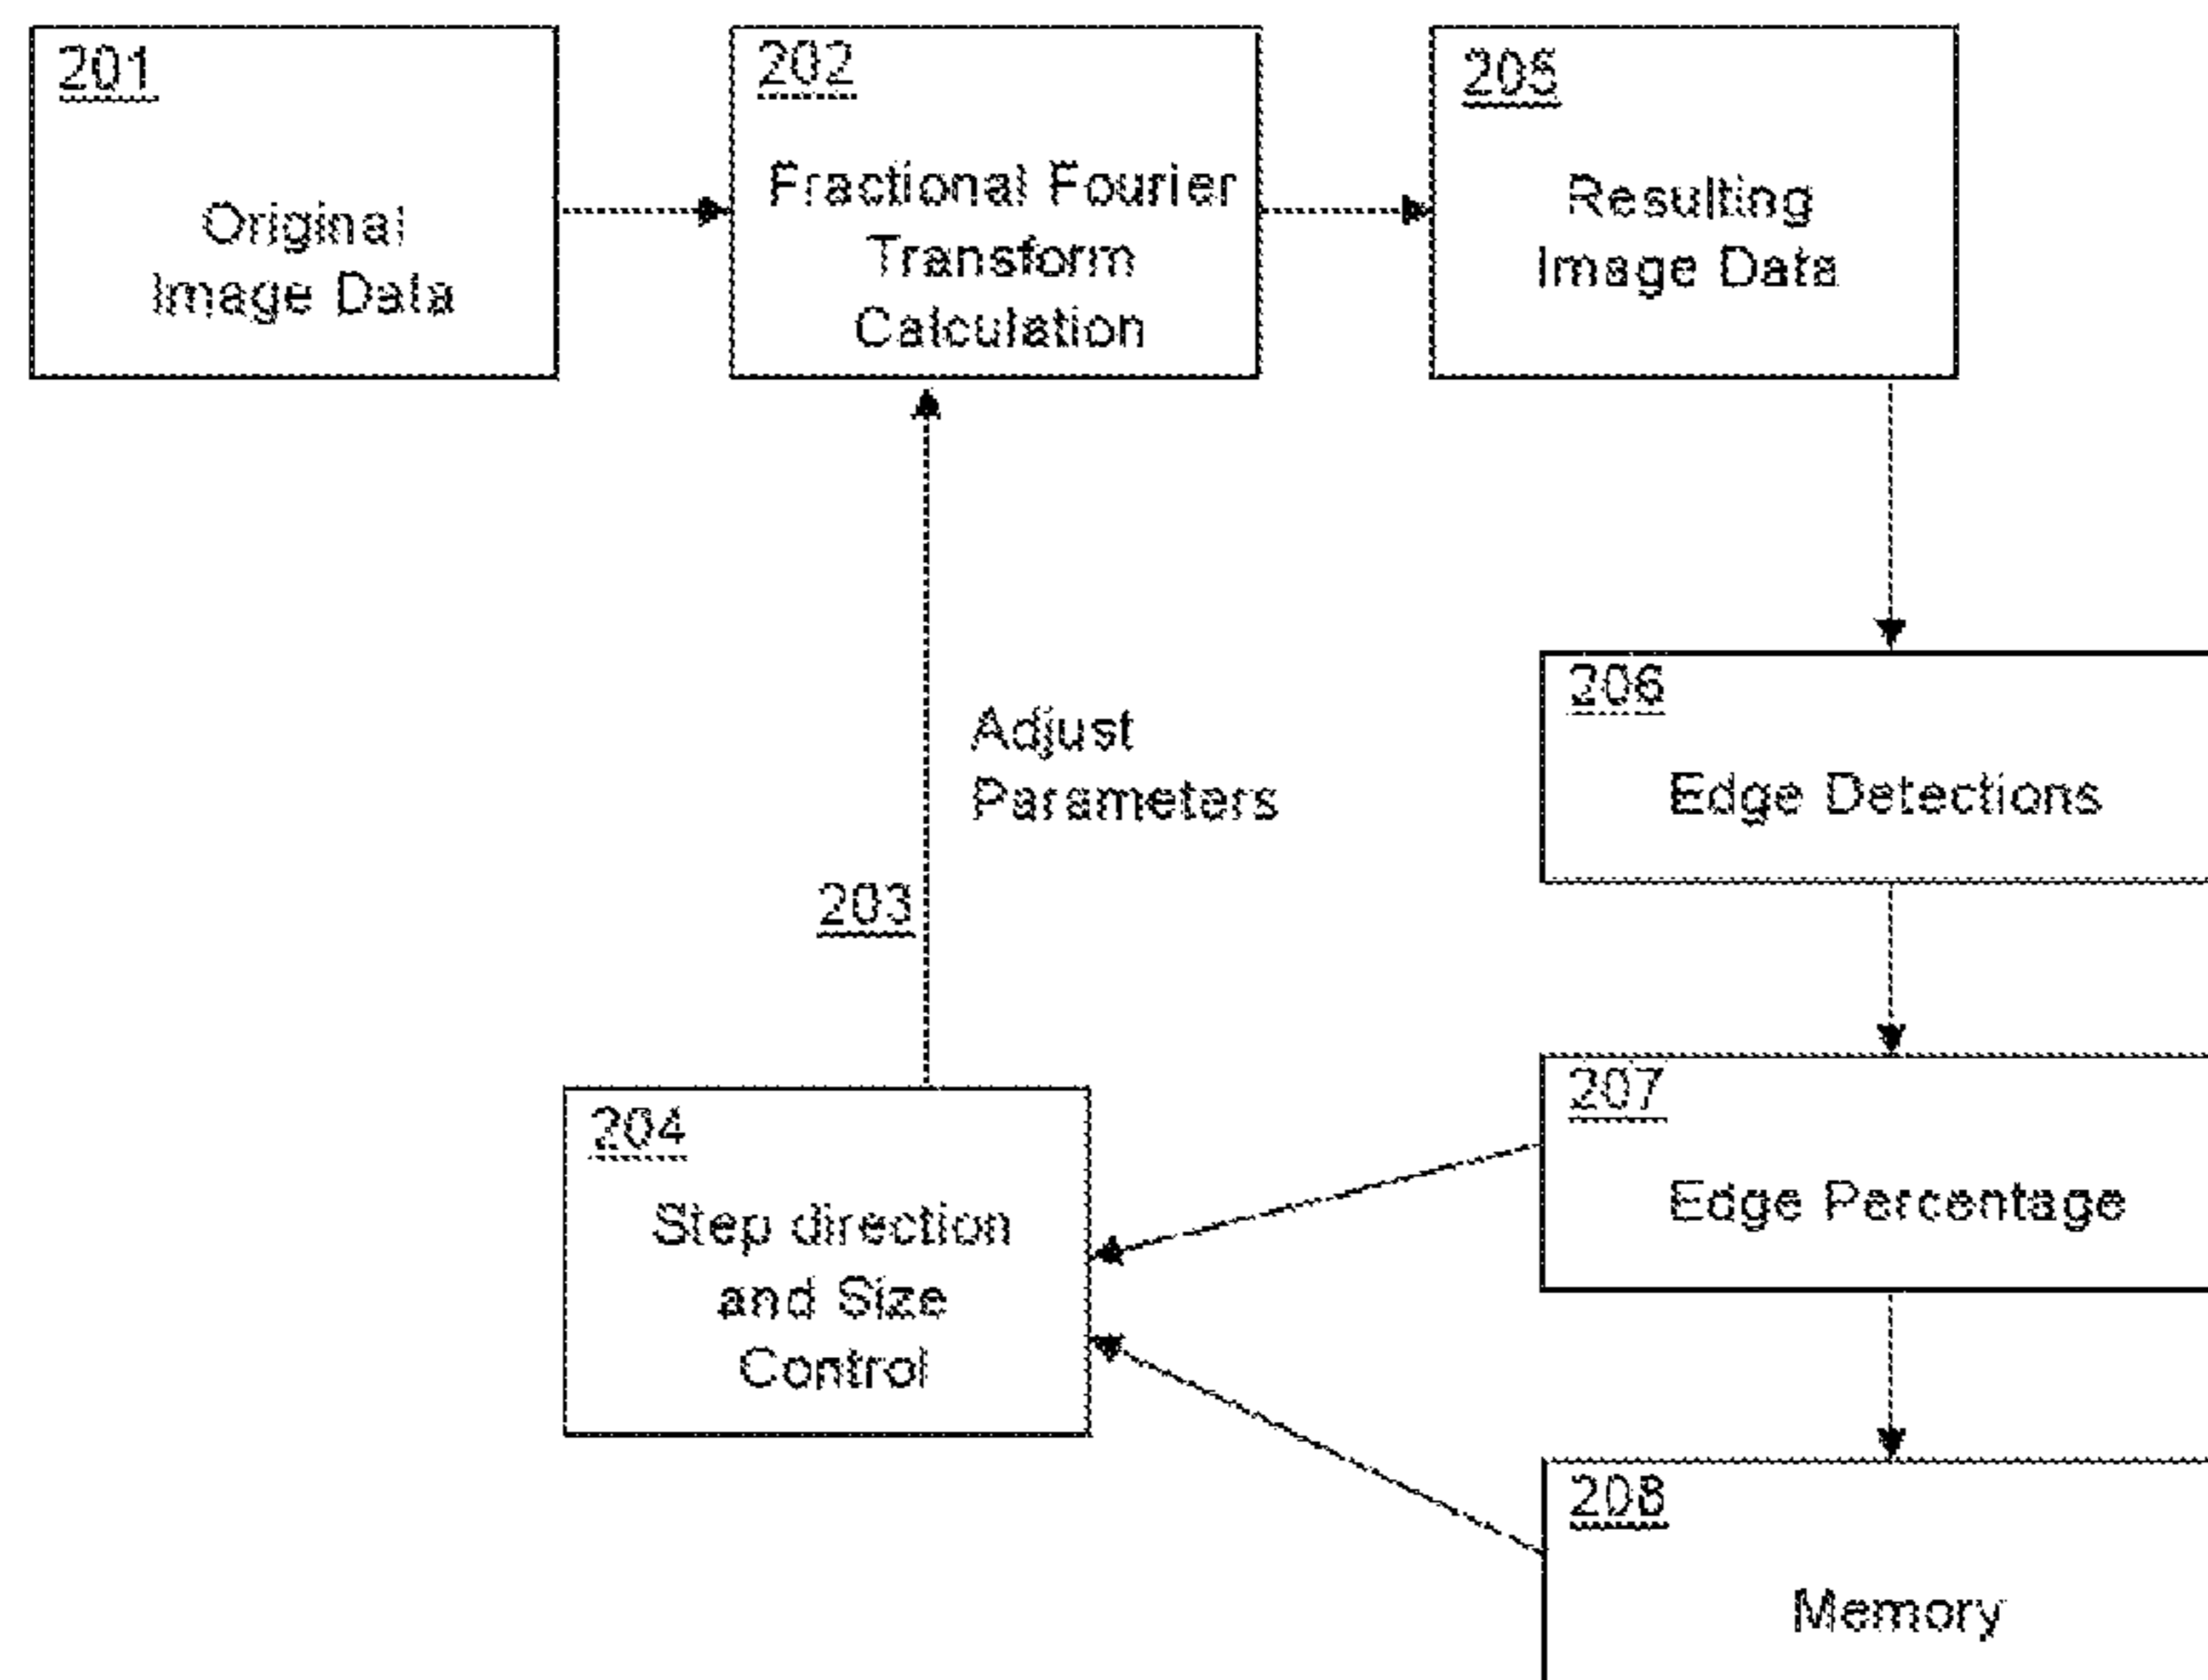 201
Original
Image Data
202
Fractional Fourier
Transform
Calculation
205
Resulting
Image Data
206
Edge Detections
Adjust
Parameters
203
207
Edge Percentage
204
Step direction
and Size
Control
208
Memory